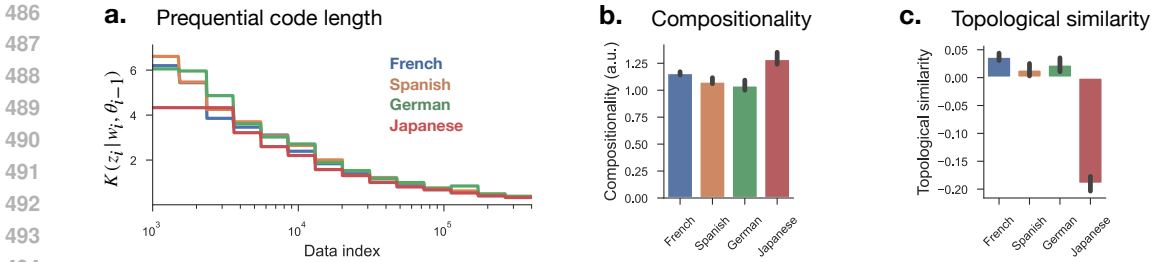 486
487
488
489
490
491
492
493
a. Prequential code length
6
4
2
K(z_i|w_i, θ_{i−1})
French
Spanish
German
Japanese
10^3
10^4
10^5
Data index
b. Compositionality
Compositionality (a.u.)
1.25
1.00
0.75
0.50
0.25
0.00
French
Spanish
German
Japanese
c. Topological similarity
Topological similarity
0.05
0.00
−0.05
−0.10
−0.15
−0.20
French
Spanish
German
Japanese